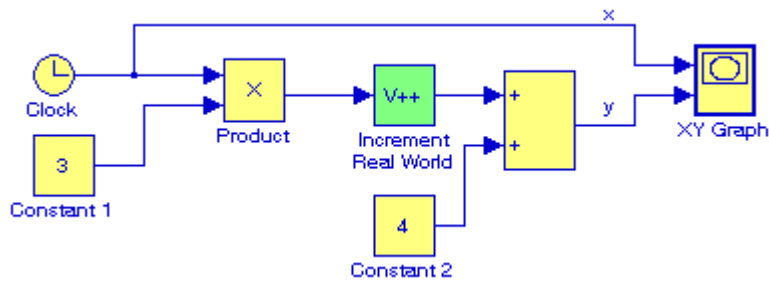 x
Clock
×
Product
V++
Increment
Real World
+
+
y
XY Graph
3
Constant 1
4
Constant 2